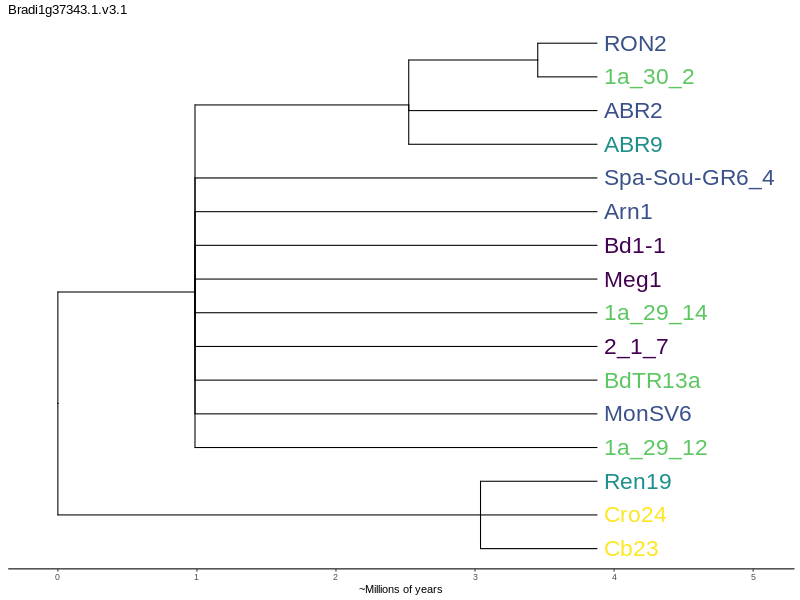 Bradi1g37343.1.v3.1
RON2
1a_30_2
ABR2
ABR9
Spa-Sou-GR6_4
Arn1
Bd1-1
Meg1
1a_29_14
2_1_7
BdTR13a
MonSV6
1a_29_12
Ren19
Cro24
Cb23
0 1 2 3 4 5
~Millions of years